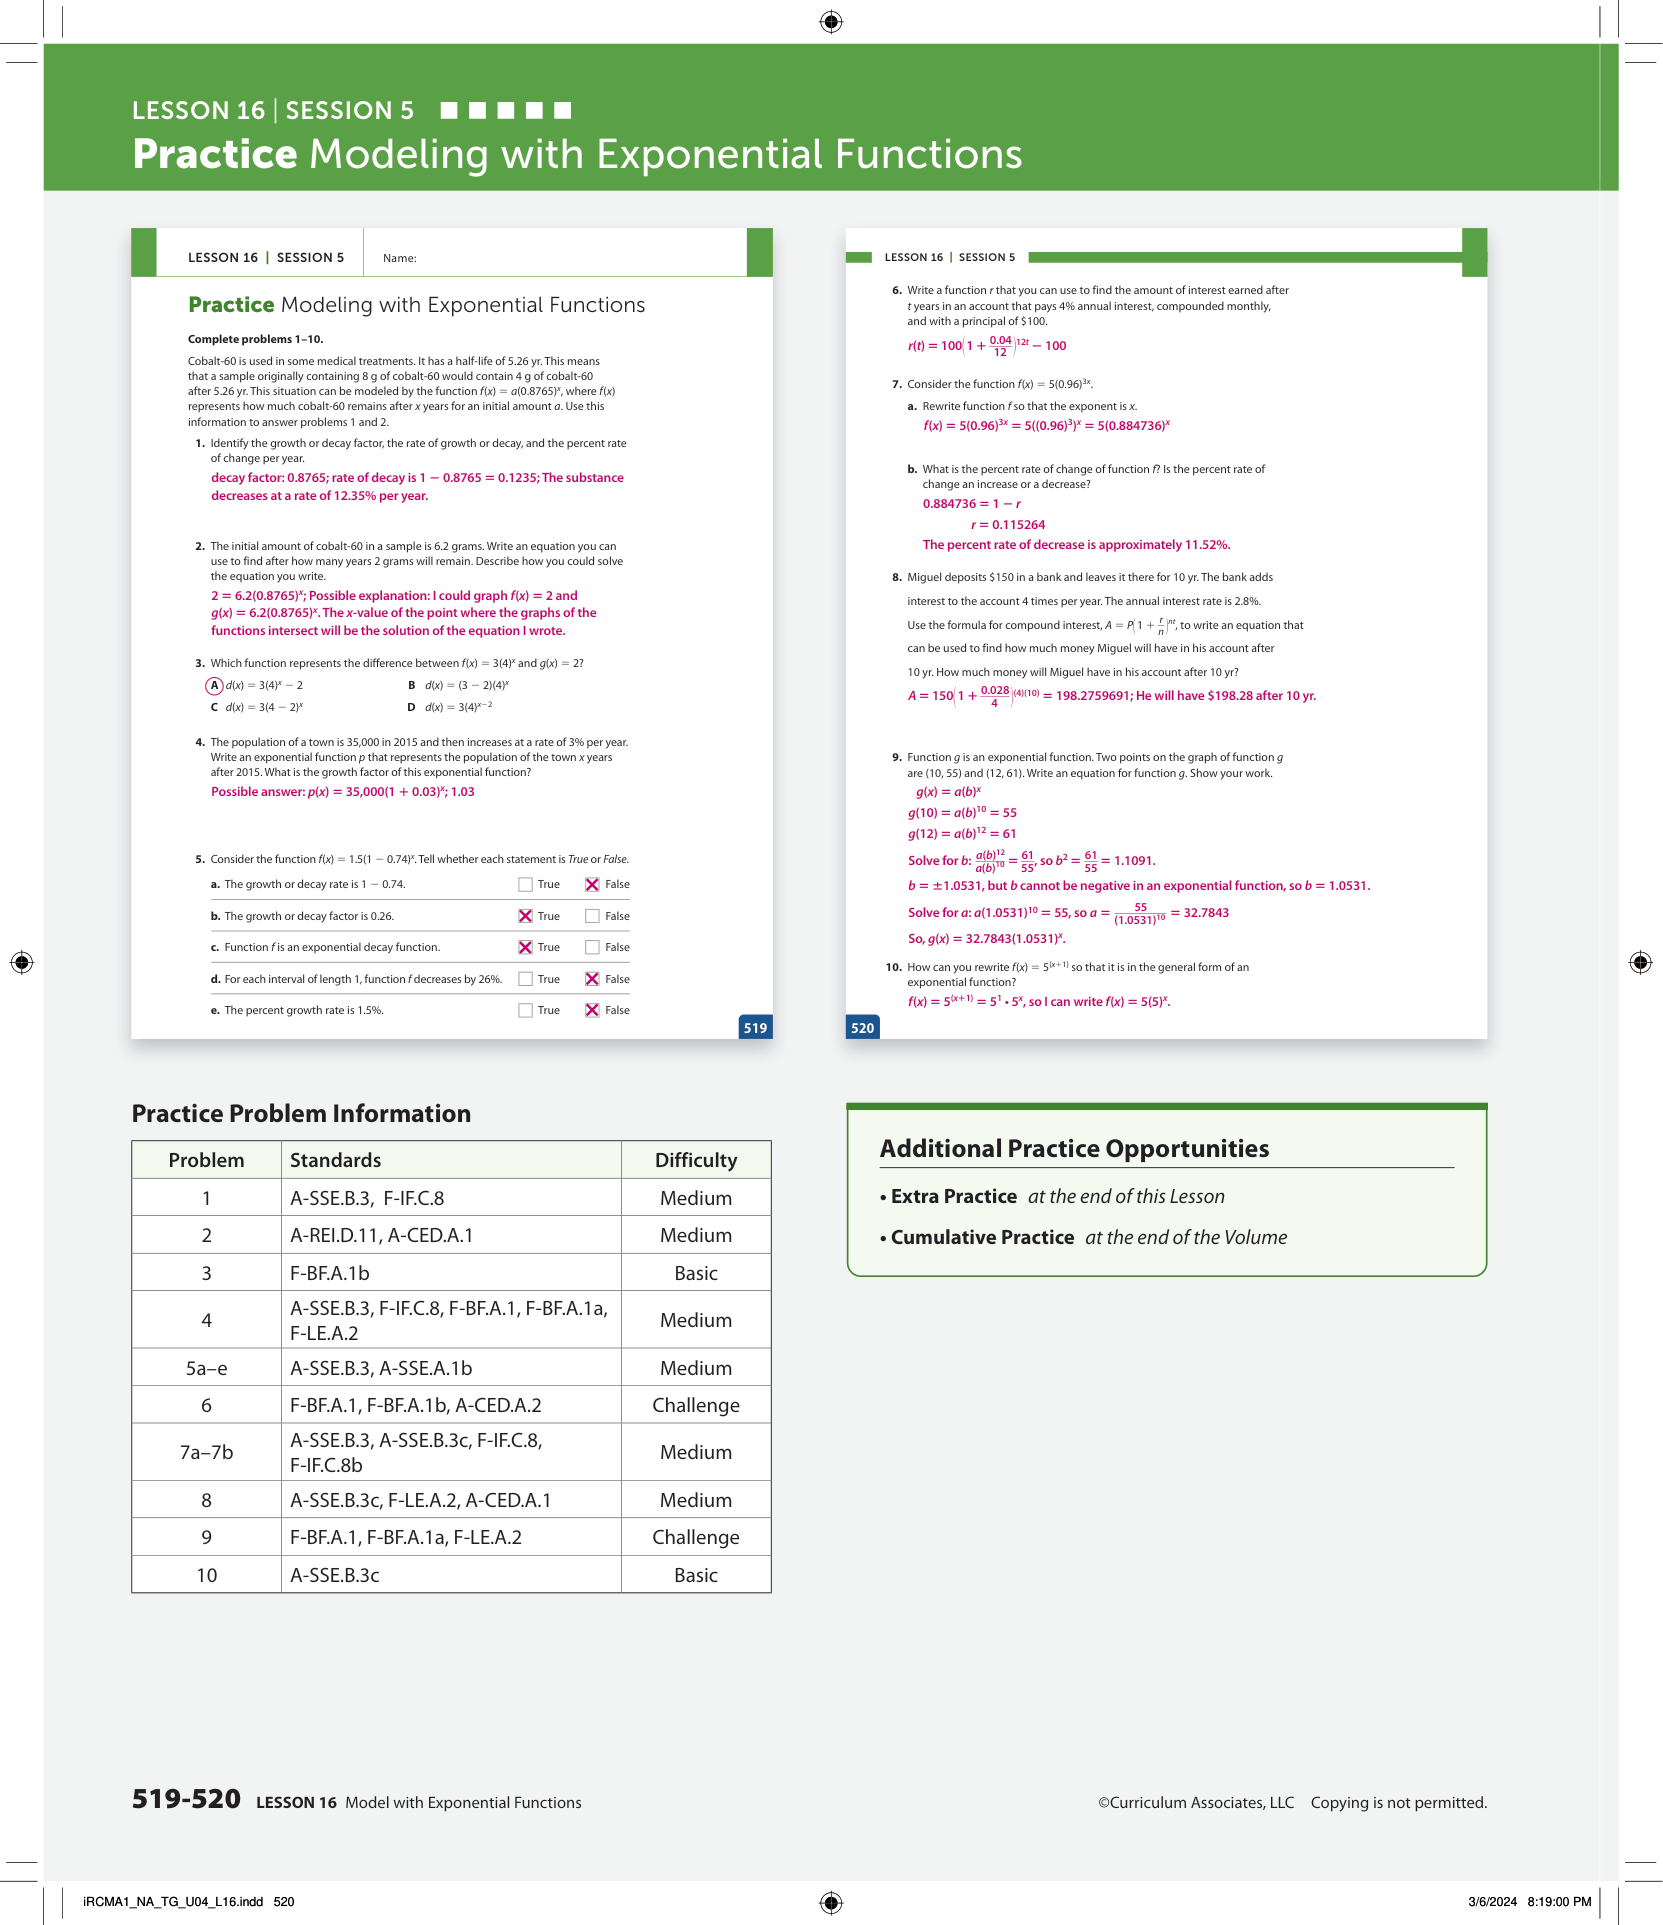 LESSON 16 | SESSION 5
Practice Modeling with Exponential Functions
LESSON 16 | SESSION 5
Name:
Practice Modeling with Exponential Functions
Complete problems 1–10.
Cobalt-60 is used in some medical treatments. It has a half-life of 5.26 yr. This means
that a sample originally containing 8 g of cobalt-60 would contain 4 g of cobalt-60
after 5.26 yr. This situation can be modeled by the function f(x) = a(0.8765)ˣ, where f(x)
represents how much cobalt-60 remains after x years for an initial amount a. Use this
information to answer problems 1 and 2.
1. Identify the growth or decay factor, the rate of growth or decay, and the percent rate
of change per year.
decay factor: 0.8765; rate of decay is 1 − 0.8765 = 0.1235; The substance
decreases at a rate of 12.35% per year.
2. The initial amount of cobalt-60 in a sample is 6.2 grams. Write an equation you can
use to find after how many years 2 grams will remain. Describe how you could solve
the equation you write.
2 = 6.2(0.8765)ˣ; Possible explanation: I could graph f(x) = 2 and
g(x) = 6.2(0.8765)ˣ. The x-value of the point where the graphs of the
functions intersect will be the solution of the equation I wrote.
3. Which function represents the difference between f(x) = 3(4)ˣ and g(x) = 2?
A d(x) = 3(4)ˣ − 2
B d(x) = (3 − 2)(4)ˣ
C d(x) = 3(4 − 2)ˣ
D d(x) = 3(4)ˣ⁻²
4. The population of a town is 35,000 in 2015 and then increases at a rate of 3% per year.
Write an exponential function p that represents the population of the town x years
after 2015. What is the growth factor of this exponential function?
Possible answer: p(x) = 35,000(1 + 0.03)ˣ; 1.03
5. Consider the function f(x) = 1.5(1 − 0.74)ˣ. Tell whether each statement is True or False.
a. The growth or decay rate is 1 − 0.74. True False
b. The growth or decay factor is 0.26. True False
c. Function f is an exponential decay function. True False
d. For each interval of length 1, function f decreases by 26%. True False
e. The percent growth rate is 1.5%. True False
519
LESSON 16 | SESSION 5
6. Write a function r that you can use to find the amount of interest earned after
t years in an account that pays 4% annual interest, compounded monthly,
and with a principal of $100.
r(t) = 100(1 + 0.04/12)^12t − 100
7. Consider the function f(x) = 5(0.96)³ˣ.
a. Rewrite function f so that the exponent is x.
f(x) = 5(0.96)³ˣ = 5((0.96)³)ˣ = 5(0.884736)ˣ
b. What is the percent rate of change of function f? Is the percent rate of
change an increase or a decrease?
0.884736 = 1 − r
r = 0.115264
The percent rate of decrease is approximately 11.52%.
8. Miguel deposits $150 in a bank and leaves it there for 10 yr. The bank adds
interest to the account 4 times per year. The annual interest rate is 2.8%.
Use the formula for compound interest, A = P(1 + r/n)^nt, to write an equation that
can be used to find how much money Miguel will have in his account after
10 yr. How much money will Miguel have in his account after 10 yr?
A = 150(1 + 0.028/4)^(4)(10) = 198.2759691; He will have $198.28 after 10 yr.
9. Function g is an exponential function. Two points on the graph of function g
are (10, 55) and (12, 61). Write an equation for function g. Show your work.
g(x) = a(b)ˣ
g(10) = a(b)¹⁰ = 55
g(12) = a(b)¹² = 61
Solve for b: a(b)¹²/a(b)¹⁰ = 61/55, so b² = 61/55 = 1.1091.
b = ±1.0531, but b cannot be negative in an exponential function, so b = 1.0531.
Solve for a: a(1.0531)¹⁰ = 55, so a = 55/(1.0531)¹⁰ = 32.7843
So, g(x) = 32.7843(1.0531)ˣ.
10. How can you rewrite f(x) = 5⁽ˣ⁺¹⁾ so that it is in the general form of an
exponential function?
f(x) = 5⁽ˣ⁺¹⁾ = 5¹ • 5ˣ, so I can write f(x) = 5(5)ˣ.
520
Practice Problem Information
Problem Standards Difficulty
1 A-SSE.B.3, F-IF.C.8 Medium
2 A-REI.D.11, A-CED.A.1 Medium
3 F-BF.A.1b Basic
4 A-SSE.B.3, F-IF.C.8, F-BF.A.1, F-BF.A.1a,
F-LE.A.2 Medium
5a–e A-SSE.B.3, A-SSE.A.1b Medium
6 F-BF.A.1, F-BF.A.1b, A-CED.A.2 Challenge
7a–7b A-SSE.B.3, A-SSE.B.3c, F-IF.C.8,
F-IF.C.8b Medium
8 A-SSE.B.3c, F-LE.A.2, A-CED.A.1 Medium
9 F-BF.A.1, F-BF.A.1a, F-LE.A.2 Challenge
10 A-SSE.B.3c Basic
Additional Practice Opportunities
• Extra Practice at the end of this Lesson
• Cumulative Practice at the end of the Volume
519-520 LESSON 16 Model with Exponential Functions
©Curriculum Associates, LLC Copying is not permitted.
iRCMA1_NA_TG_U04_L16.indd 520
3/6/2024 8:19:00 PM